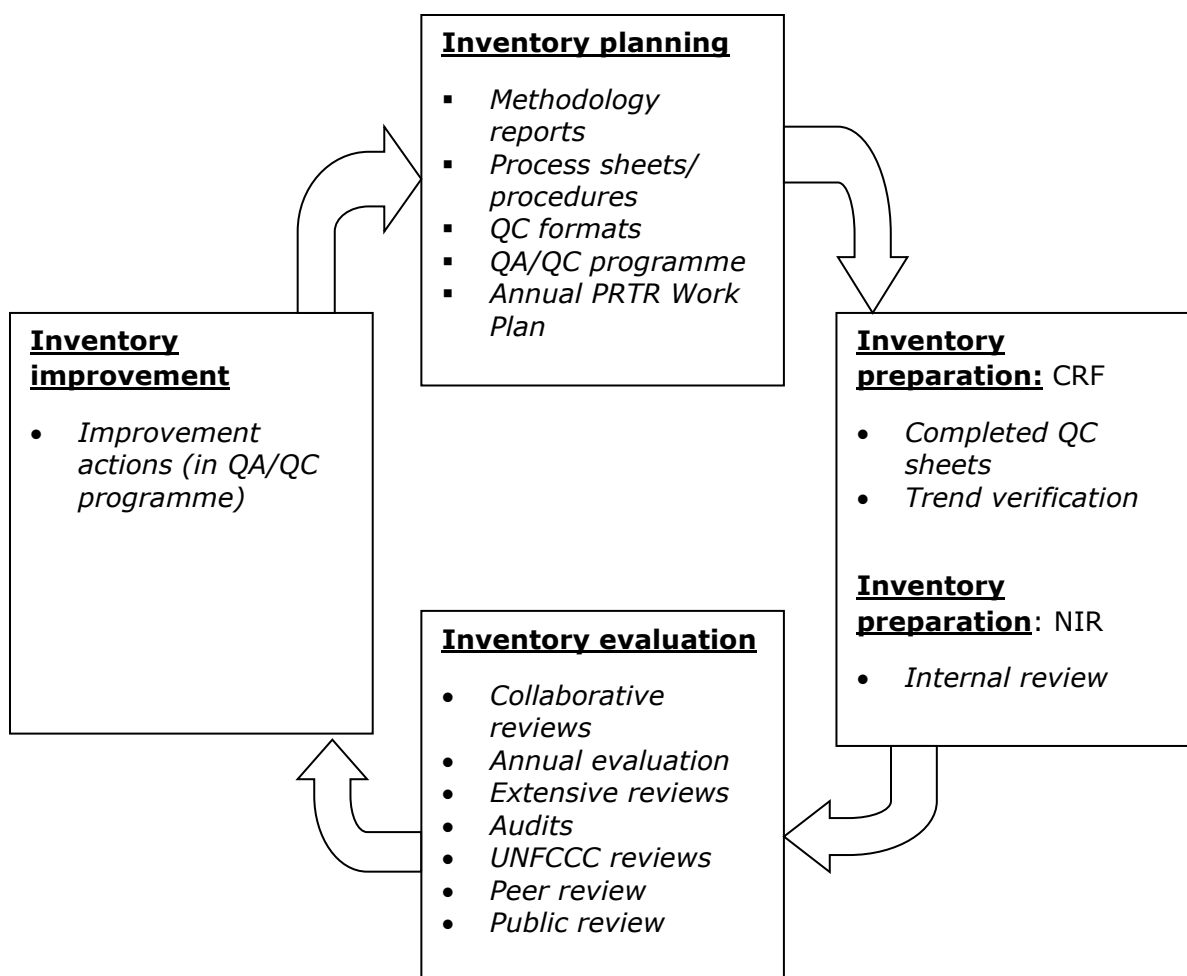 Inventory planning
▪ Methodology
reports
▪ Process sheets/
procedures
▪ QC formats
▪ QA/QC programme
▪ Annual PRTR Work
Plan
Inventory
improvement
• Improvement
actions (in QA/QC
programme)
Inventory
preparation: CRF
• Completed QC
sheets
• Trend verification
Inventory
preparation: NIR
• Internal review
Inventory evaluation
• Collaborative
reviews
• Annual evaluation
• Extensive reviews
• Audits
• UNFCCC reviews
• Peer review
• Public review